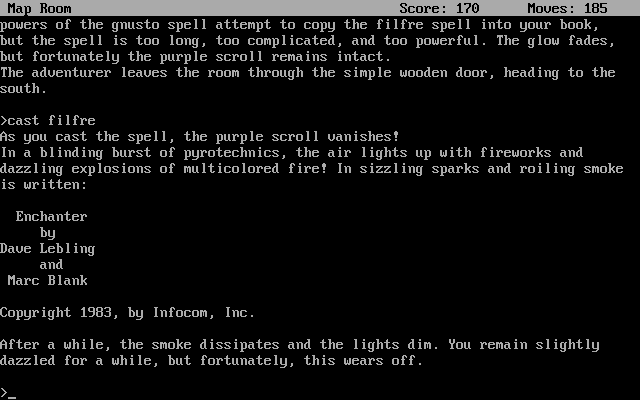 Map Room Score: 170 Moves: 185
powers of the gnusto spell attempt to copy the filfre spell into your book,
but the spell is too long, too complicated, and too powerful. The glow fades,
but fortunately the purple scroll remains intact.
The adventurer leaves the room through the simple wooden door, heading to the
south.
>cast filfre
As you cast the spell, the purple scroll vanishes!
In a blinding burst of pyrotechnics, the air lights up with fireworks and
dazzling explosions of multicolored fire! In sizzling sparks and roiling smoke
is written:
Enchanter
by
Dave Lebling
and
Marc Blank
Copyright 1983, by Infocom, Inc.
After a while, the smoke dissipates and the lights dim. You remain slightly
dazzled for a while, but fortunately, this wears off.
>_